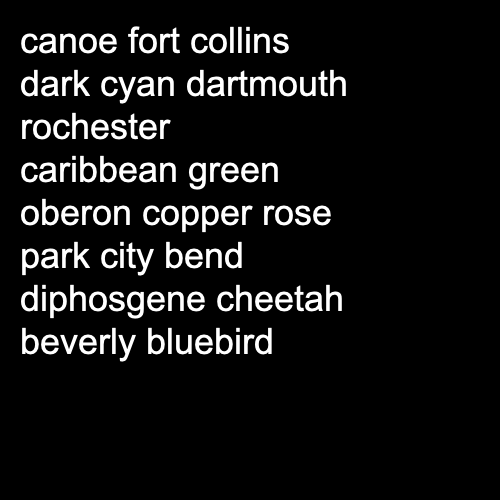 canoe fort collins
dark cyan dartmouth
rochester
caribbean green
oberon copper rose
park city bend
diphosgene cheetah
beverly bluebird